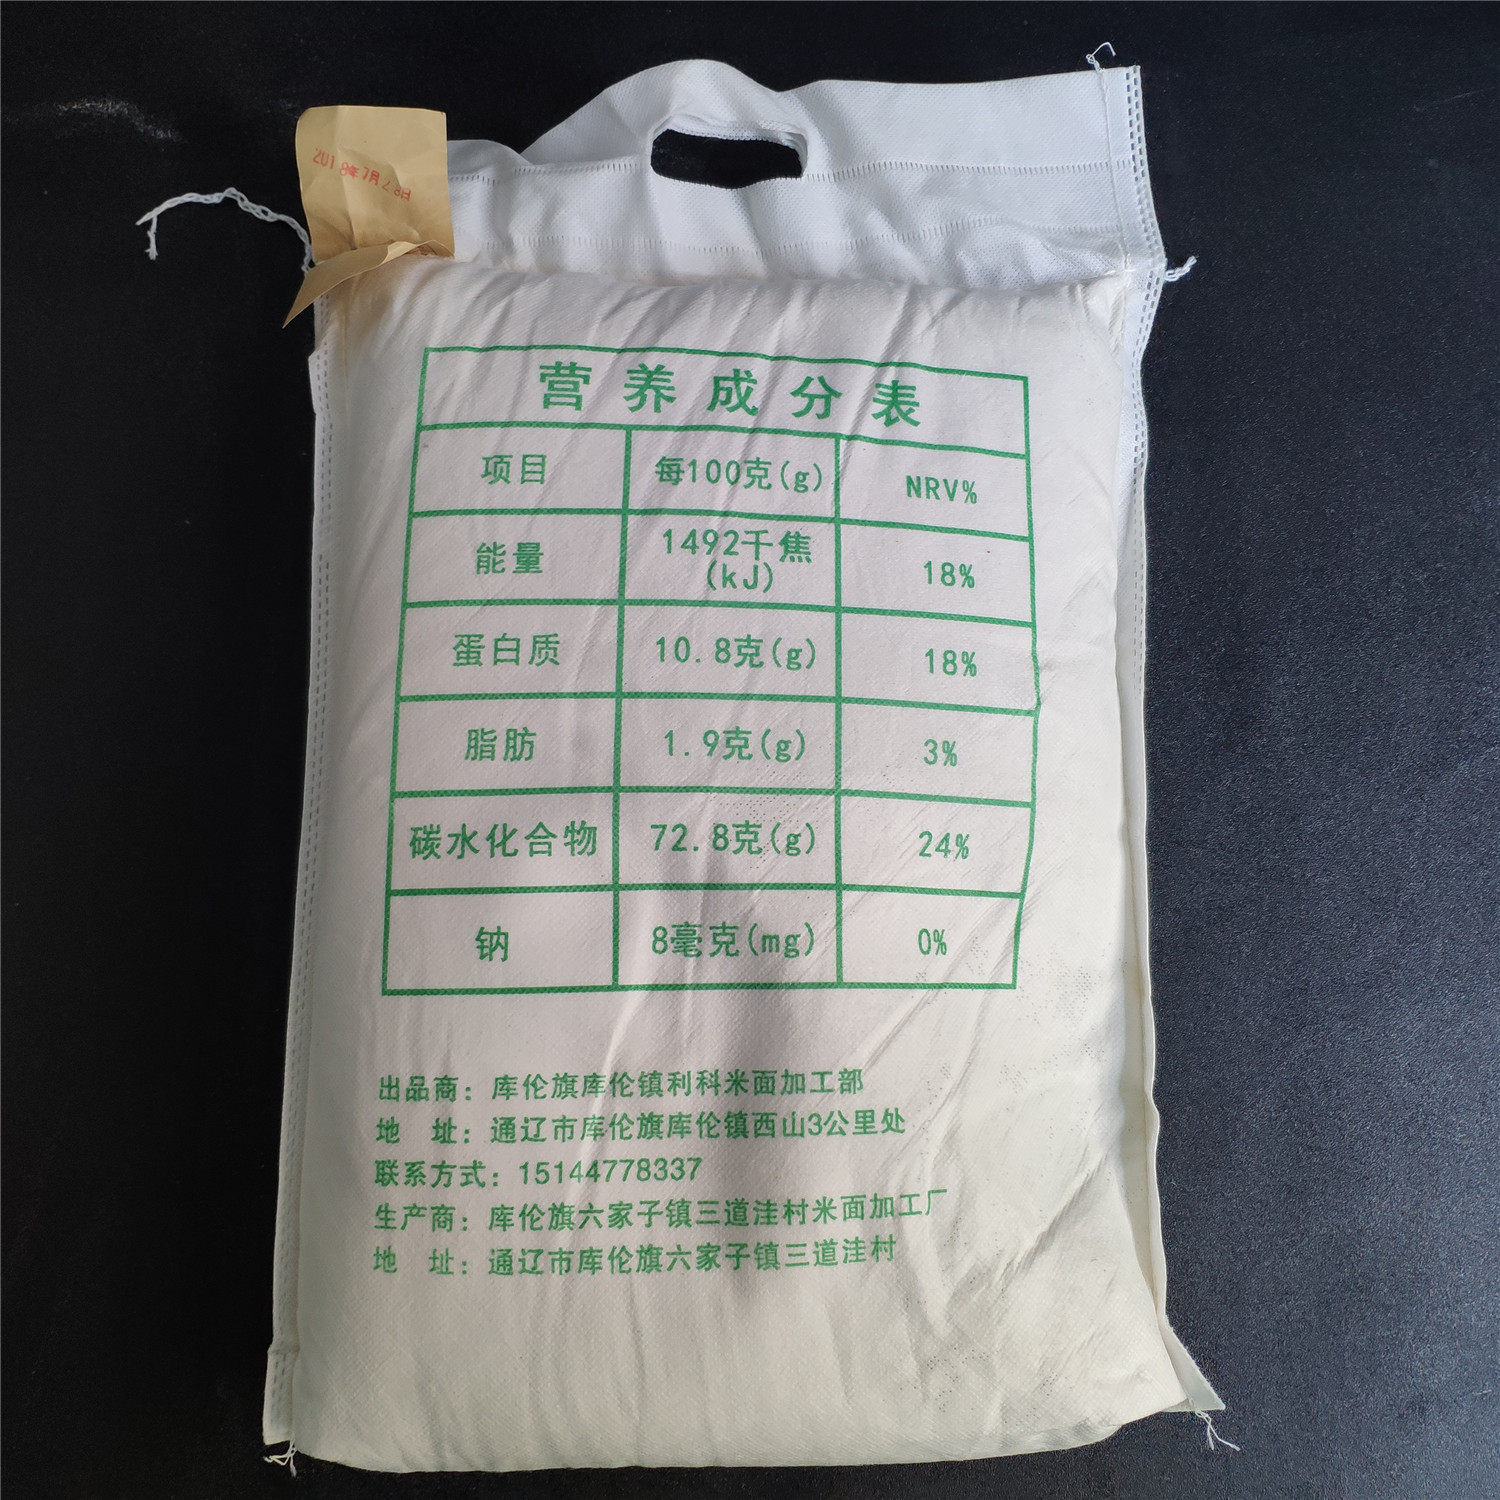 2018年7月28日
营养成分表
项目 每100克(g) NRV%
能量 1492千焦(kJ) 18%
蛋白质 10.8克(g) 18%
脂肪 1.9克(g) 3%
碳水化合物 72.8克(g) 24%
钠 8毫克(mg) 0%
出品商：库伦旗库伦镇利科米面加工部
地 址：通辽市库伦旗库伦镇西山3公里处
联系方式：15144778337
生产商：库伦旗六家子镇三道洼村米面加工厂
地 址：通辽市库伦旗六家子镇三道洼村